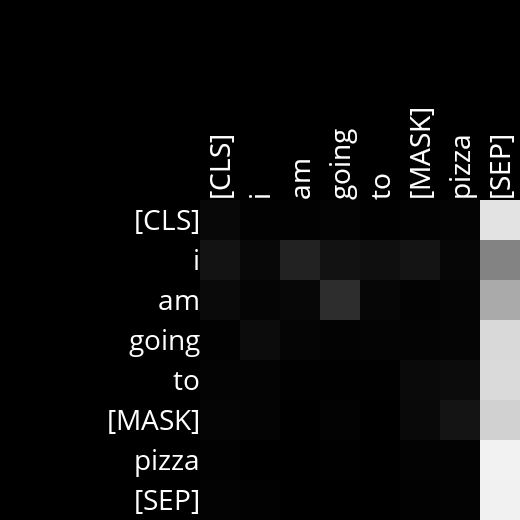 [CLS] i am going to [MASK] pizza [SEP]
[CLS]
i
am
going
to
[MASK]
pizza
[SEP]